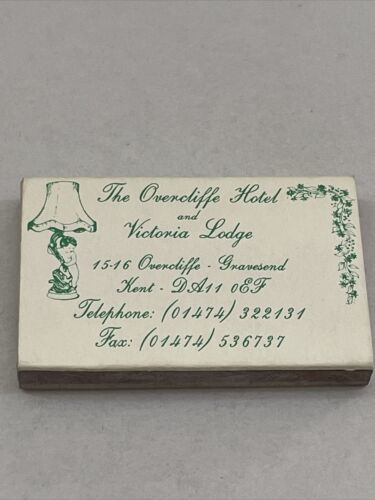 The Overcliffe Hotel
and
Victoria Lodge
15-16 Overcliffe - Gravesend
Kent - DA11 0EF
Telephone: (01474) 322131
Fax: (01474) 536737